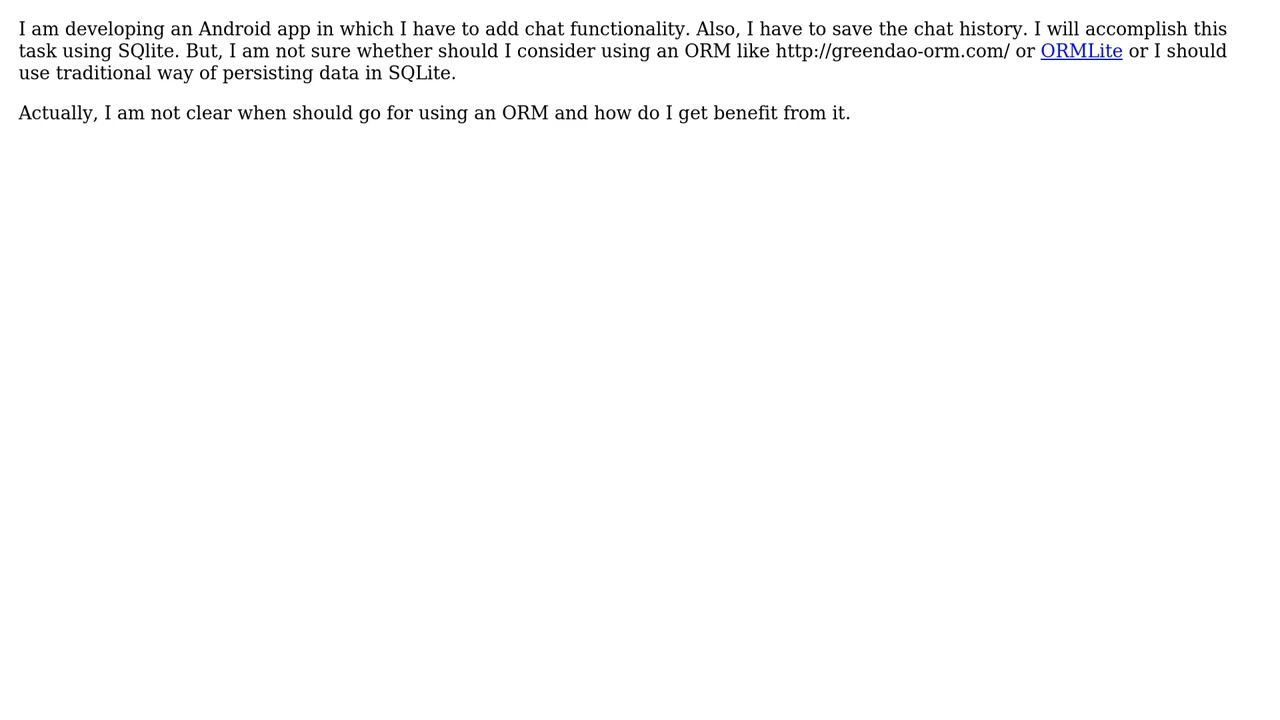 I am developing an Android app in which I have to add chat functionality. Also, I have to save the chat history. I will accomplish this
task using SQlite. But, I am not sure whether should I consider using an ORM like http://greendao-orm.com/ or ORMLite or I should
use traditional way of persisting data in SQLite.
Actually, I am not clear when should go for using an ORM and how do I get benefit from it.